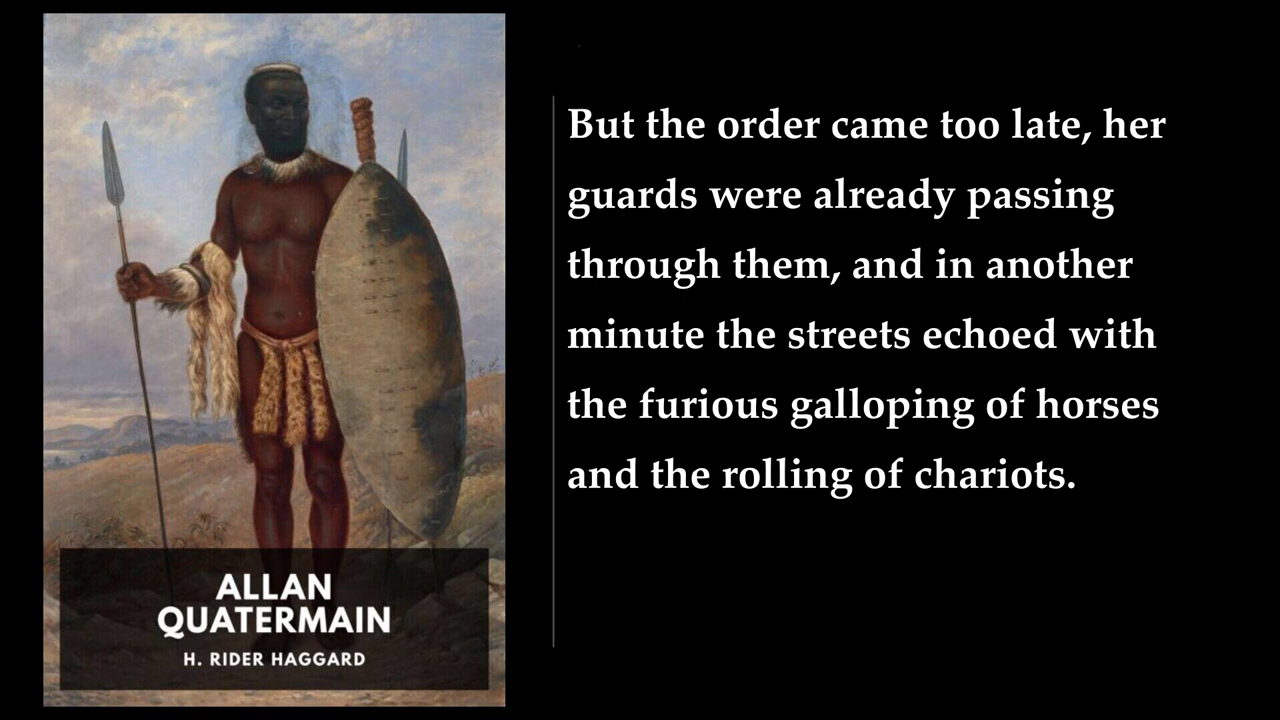 ALLAN
QUATERMAIN
H. RIDER HAGGARD
But the order came too late, her
guards were already passing
through them, and in another
minute the streets echoed with
the furious galloping of horses
and the rolling of chariots.